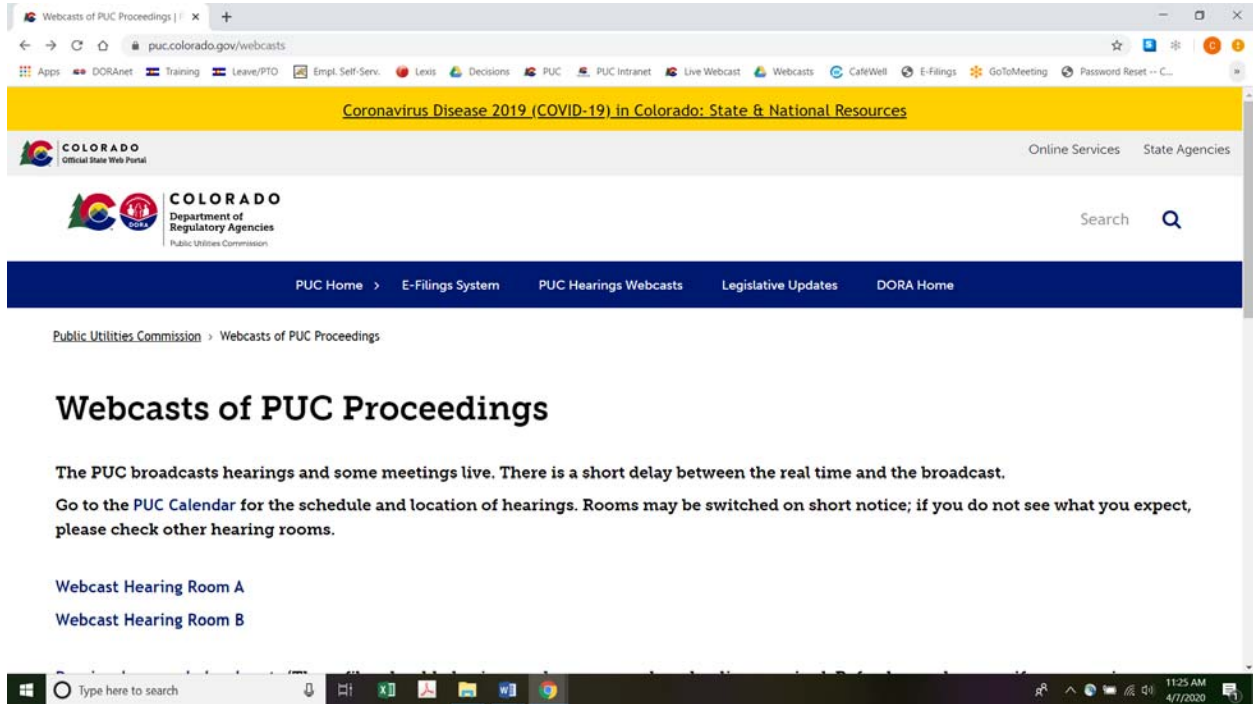 Webcasts of PUC Proceedings |
puc.colorado.gov/webcasts
Apps DORAnet Training Leave/PTO Empl. Self-Serv. Lexis Decisions PUC PUC Intranet Live Webcast Webcasts CafeWell E-Filings GoToMeeting Password Reset -- C... »
Coronavirus Disease 2019 (COVID-19) in Colorado: State & National Resources
COLORADO
Official State Web Portal
Online Services State Agencies
COLORADO
Department of
Regulatory Agencies
Public Utilities Commission
DORA
Search
PUC Home > E-Filings System PUC Hearings Webcasts Legislative Updates DORA Home
Public Utilities Commission > Webcasts of PUC Proceedings
Webcasts of PUC Proceedings
The PUC broadcasts hearings and some meetings live. There is a short delay between the real time and the broadcast.
Go to the PUC Calendar for the schedule and location of hearings. Rooms may be switched on short notice; if you do not see what you expect,
please check other hearing rooms.
Webcast Hearing Room A
Webcast Hearing Room B
Type here to search
11:25 AM
4/7/2020